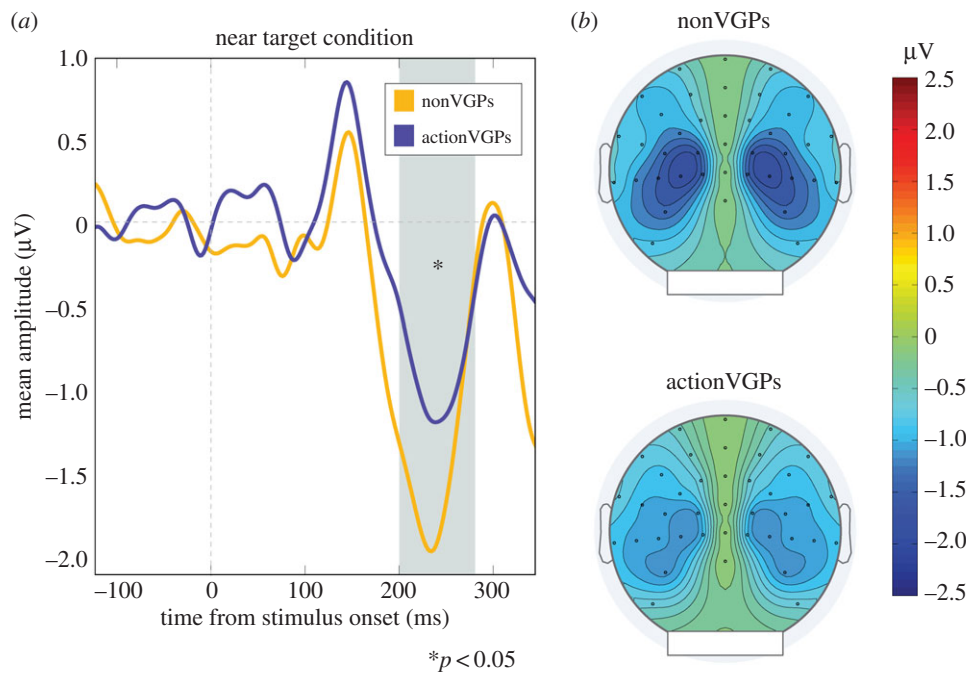 (a)
near target condition
nonVGPs
actionVGPs
mean amplitude (µV)
1.0
0.5
0
–0.5
–1.0
–1.5
–2.0
–100 0 100 200 300
*
time from stimulus onset (ms)
*p < 0.05
(b)
nonVGPs
actionVGPs
µV
2.5
2.0
1.5
1.0
0.5
0
–0.5
–1.0
–1.5
–2.0
–2.5